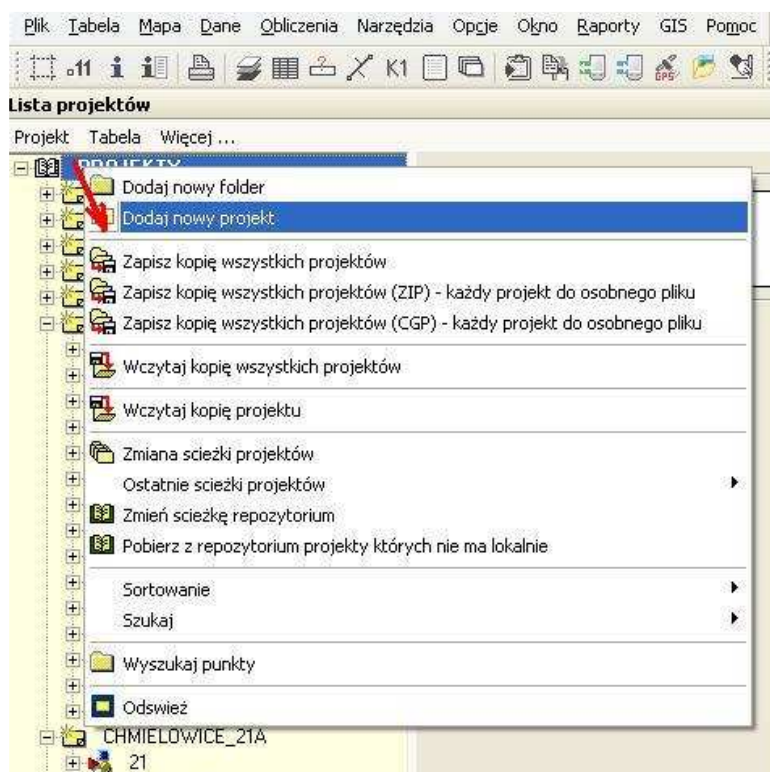 Plik Tabela Mapa Dane Obliczenia Narzędzia Opcje Okno Raporty GIS Pomoc
.o11 K1 GPS
Lista projektów
Projekt Tabela Więcej ...
PROJEKTY
Dodaj nowy folder
Dodaj nowy projekt
Zapisz kopię wszystkich projektów
Zapisz kopię wszystkich projektów (ZIP) - każdy projekt do osobnego pliku
Zapisz kopię wszystkich projektów (CGP) - każdy projekt do osobnego pliku
Wczytaj kopię wszystkich projektów
Wczytaj kopię projektu
Zmiana scieżki projektów
Ostatnie scieżki projektów
Zmień scieżkę repozytorium
Pobierz z repozytorium projekty których nie ma lokalnie
Sortowanie
Szukaj
Wyszukaj punkty
Odswież
CHMIELOWICE_21A
21